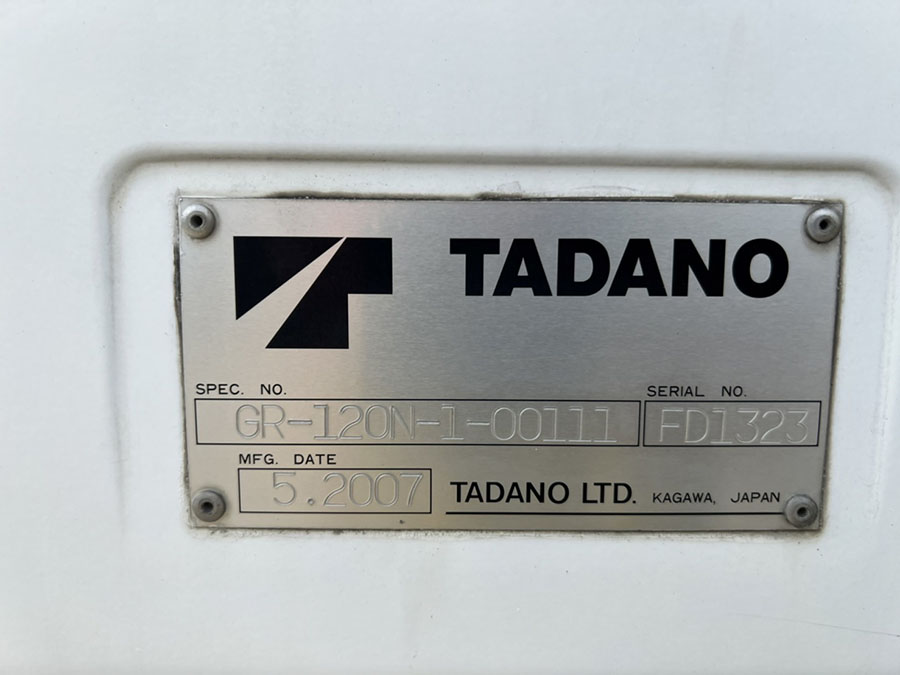 TADANO
SPEC. NO.
SERIAL NO.
GR-120N-1-00111
FD1323
MFG. DATE
5.2007
TADANO LTD. KAGAWA, JAPAN